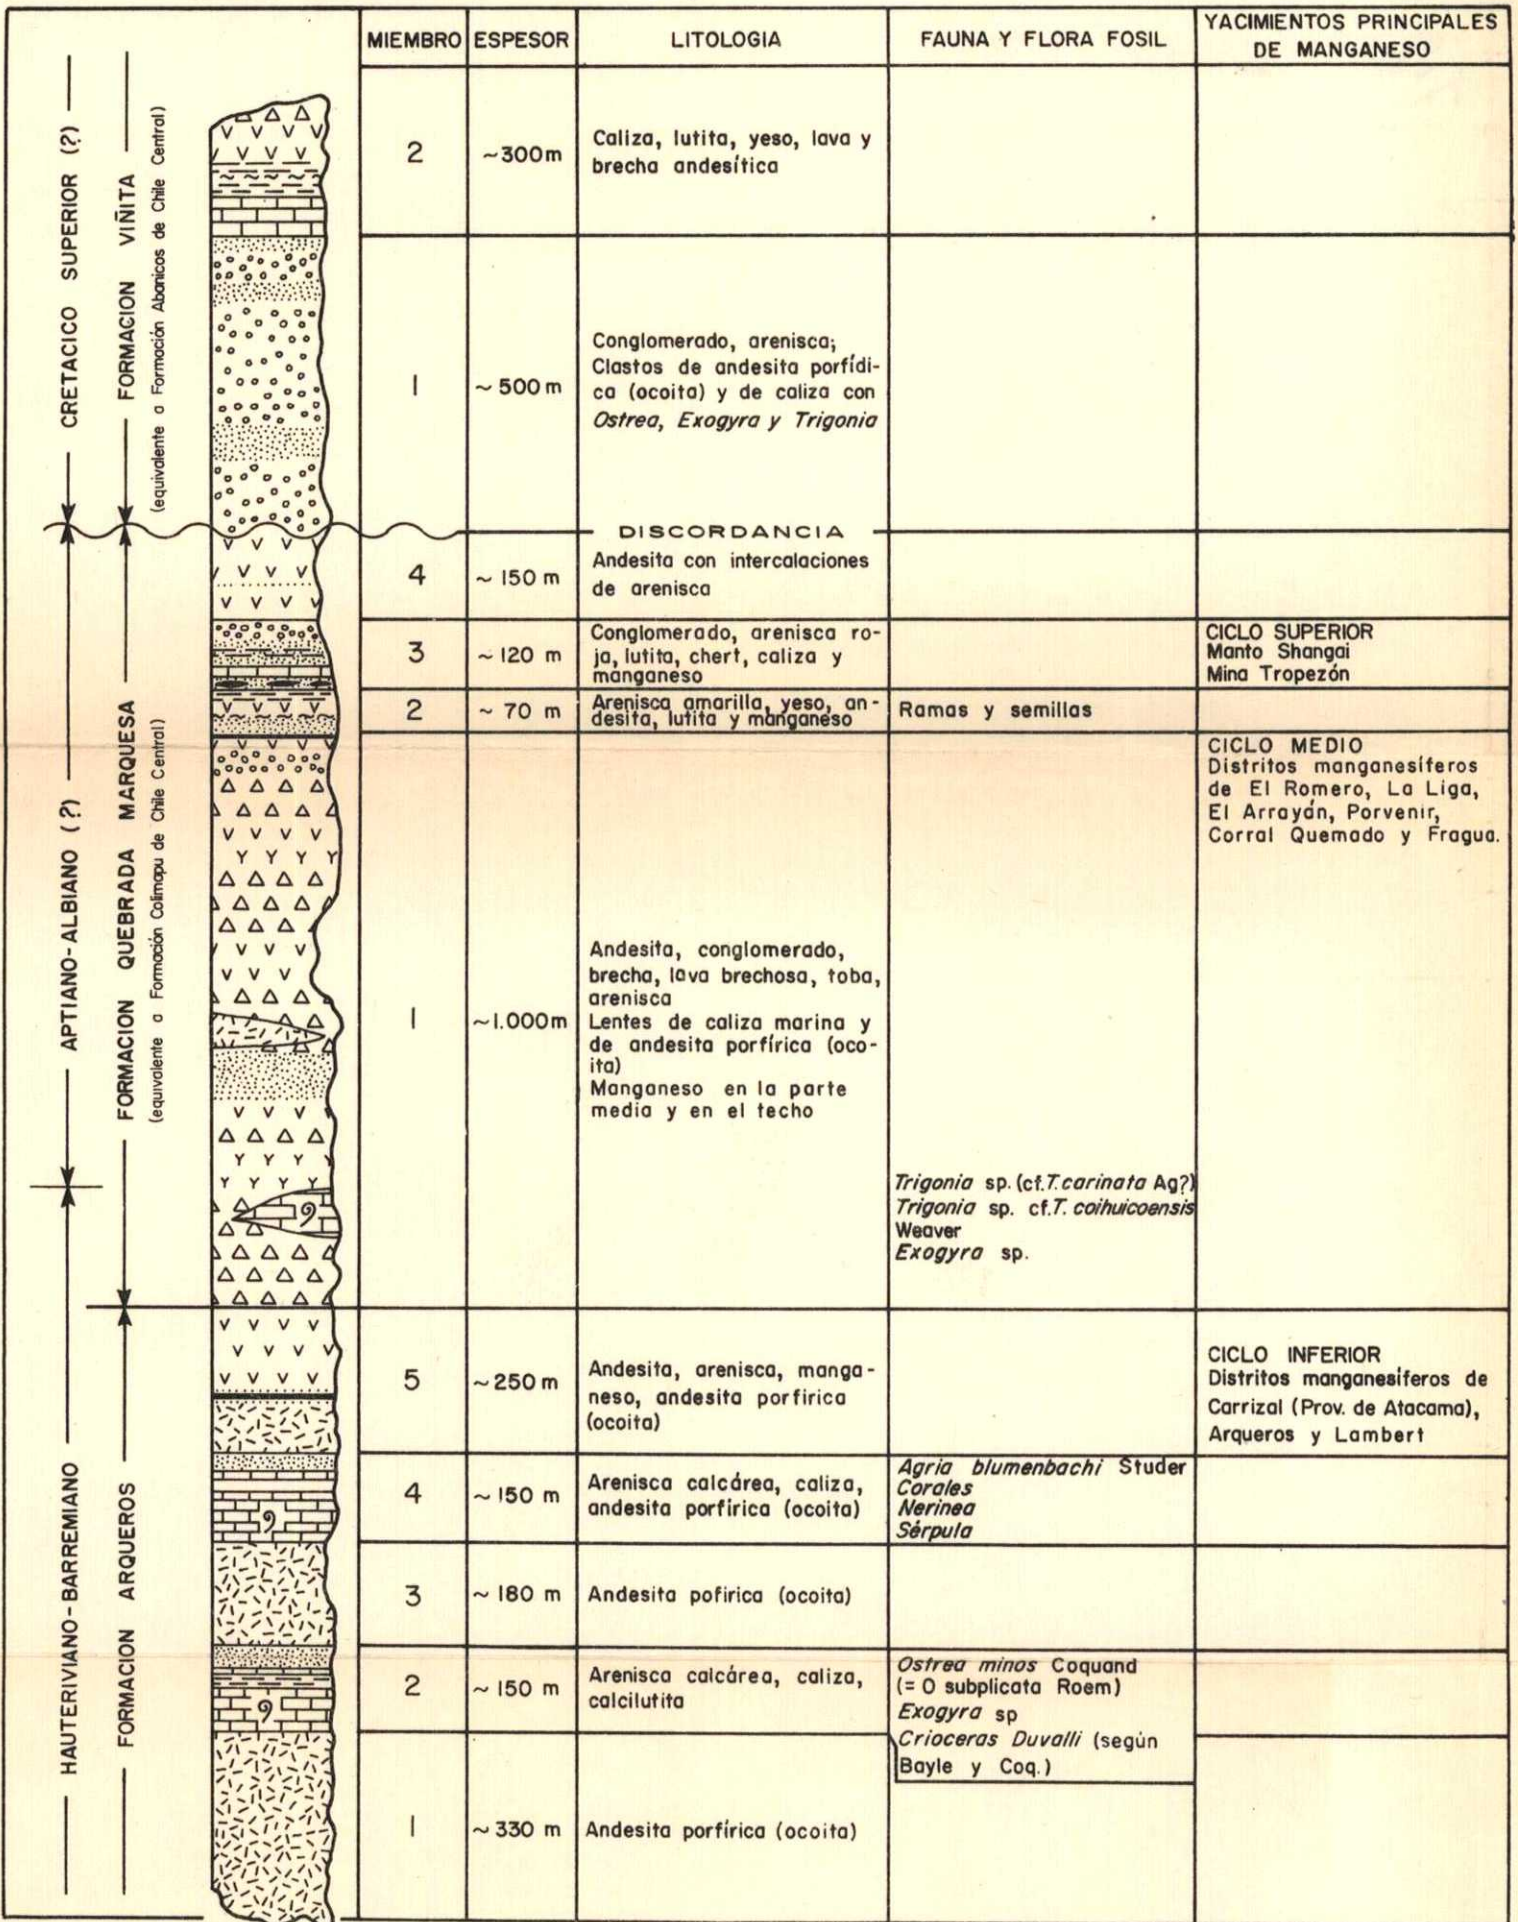 MIEMBRO
ESPESOR
LITOLOGIA
FAUNA Y FLORA FOSIL
YACIMIENTOS PRINCIPALES
DE MANGANESO
CRETACICO SUPERIOR (?)
FORMACION VIÑITA
(equivalente a Formación Abanicos de Chile Central)
2
~300m
Caliza, lutita, yeso, lava y
brecha andesítica
1
~ 500 m
Conglomerado, arenisca;
Clastos de andesita porfídi-
ca (ocoita) y de caliza con
Ostrea, Exogyra y Trigonia
DISCORDANCIA
APTIANO-ALBIANO (?)
FORMACION QUEBRADA MARQUESA
(equivalente a Formación Colimapu de Chile Central)
4
~ 150 m
Andesita con intercalaciones
de arenisca
3
~ 120 m
Conglomerado, arenisca ro-
ja, lutita, chert, caliza y
manganeso
CICLO SUPERIOR
Manto Shangai
Mina Tropezón
2
~ 70 m
Arenisca amarilla, yeso, an-
desita, lutita y manganeso
Ramas y semillas
CICLO MEDIO
Distritos manganesíferos
de El Romero, La Liga,
El Arrayán, Porvenir,
Corral Quemado y Fragua.
1
~1.000m
Andesita, conglomerado,
brecha, lava brechosa, toba,
arenisca
Lentes de caliza marina y
de andesita porfírica (oco-
ita)
Manganeso en la parte
media y en el techo
Trigonia sp. (cf.T.carinata Ag?)
Trigonia sp. cf.T. coihuicoensis
Weaver
Exogyra sp.
HAUTERIVIANO-BARREMIANO
FORMACION ARQUEROS
5
~250 m
Andesita, arenisca, manga-
neso, andesita porfirica
(ocoita)
CICLO INFERIOR
Distritos manganesíferos de
Carrizal (Prov. de Atacama),
Arqueros y Lambert
4
~ 150 m
Arenisca calcárea, caliza,
andesita porfírica (ocoita)
Agria blumenbachi Studer
Corales
Nerinea
Sérpula
3
~ 180 m
Andesita pofirica (ocoita)
2
~ 150 m
Arenisca calcárea, caliza,
calcilutita
Ostrea minos Coquand
(= O subplicata Roem)
Exogyra sp
Crioceras Duvalli (según
Bayle y Coq.)
1
~ 330 m
Andesita porfírica (ocoita)